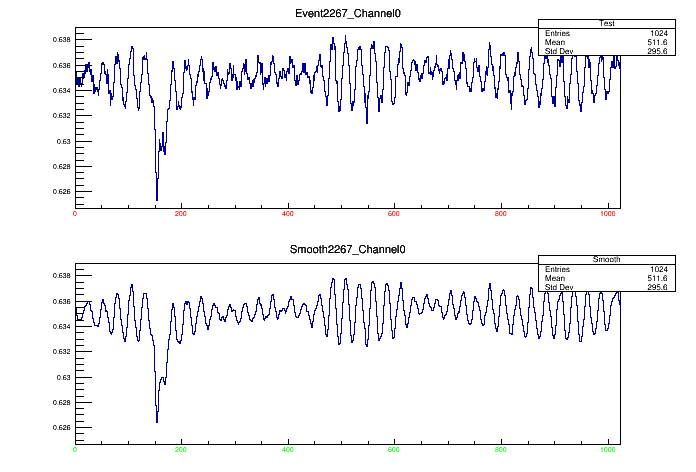 Event2267_Channel0
Test
Entries 1024
Mean 511.6
Std Dev 295.6
0.638
0.636
0.634
0.632
0.63
0.628
0.626
0 200 400 600 800 1000
Smooth2267_Channel0
Smooth
Entries 1024
Mean 511.6
Std Dev 295.6
0.638
0.636
0.634
0.632
0.63
0.628
0.626
0 200 400 600 800 1000